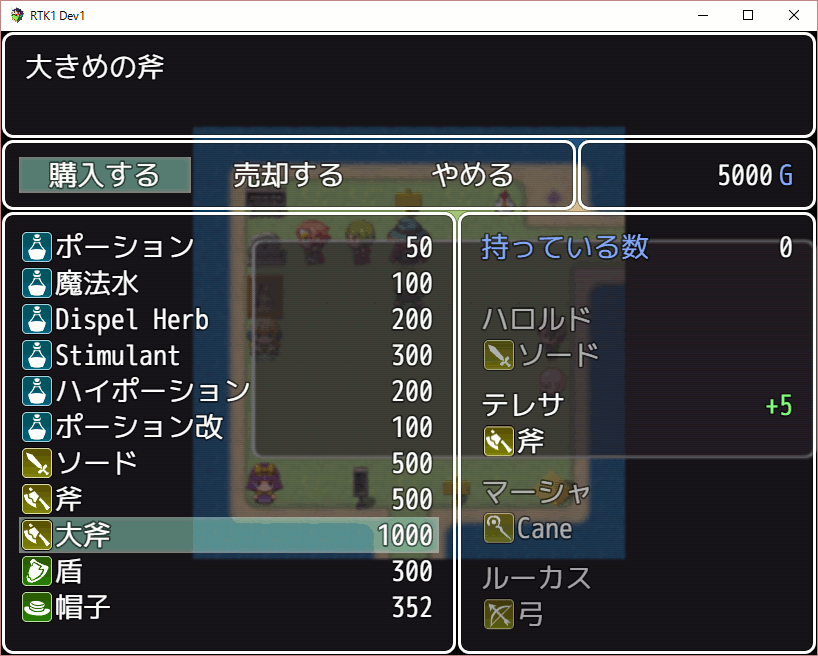 RTK1 Dev1
大きめの斧
購入する 売却する やめる 5000 G
ポーション 50
魔法水 100
Dispel Herb 200
Stimulant 300
ハイポーション 200
ポーション改 100
ソード 500
斧 500
大斧 1000
盾 300
帽子 352
持っている数 0
ハロルド
ソード
テレサ +5
斧
マーシャ
Cane
ルーカス
弓